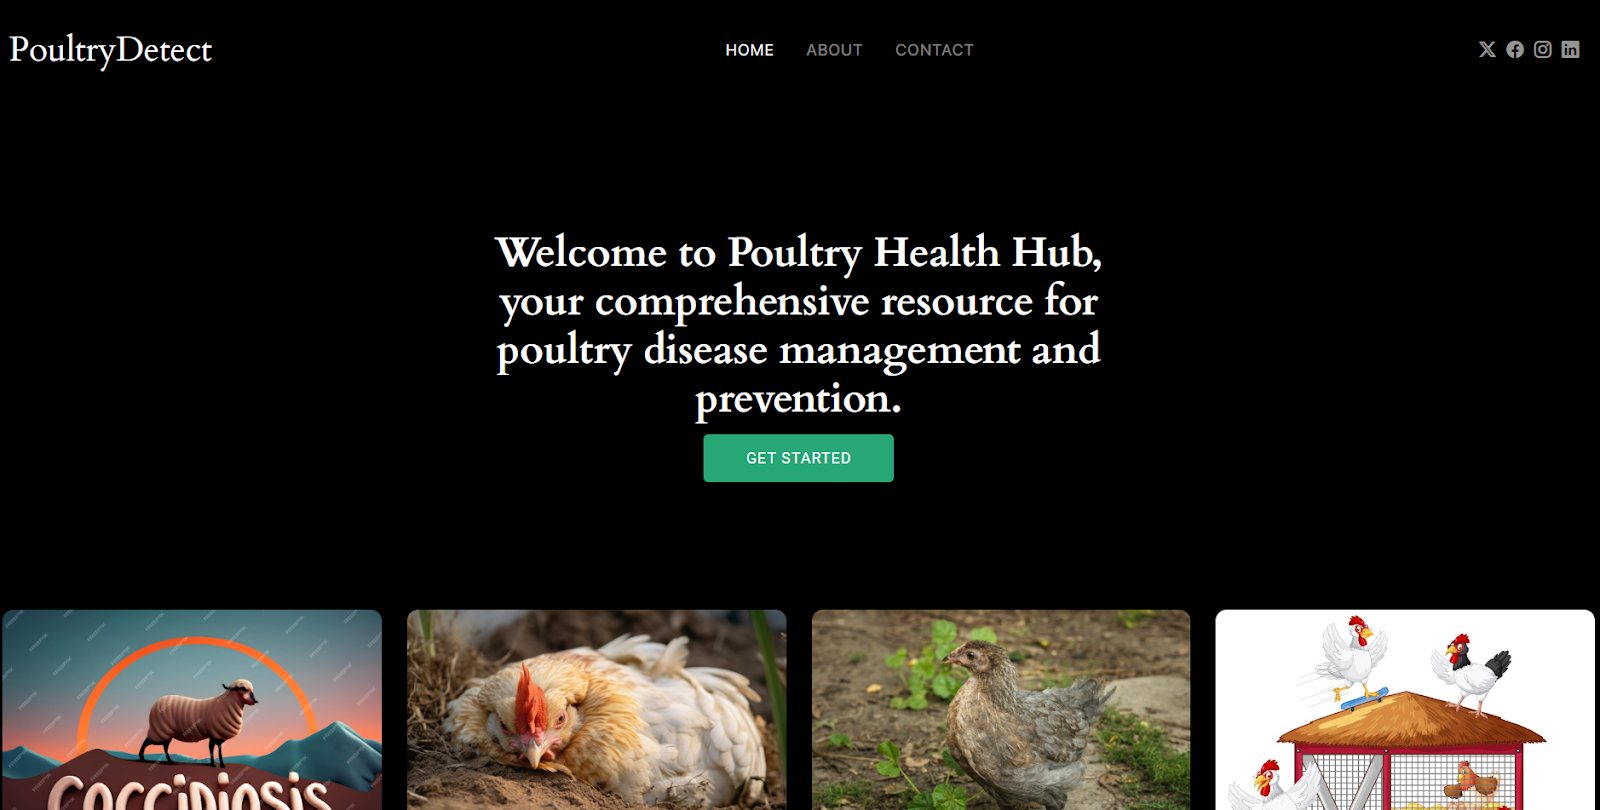 PoultryDetect
HOME
ABOUT
CONTACT
Welcome to Poultry Health Hub,
your comprehensive resource for
poultry disease management and
prevention.
GET STARTED
Coccidiosis